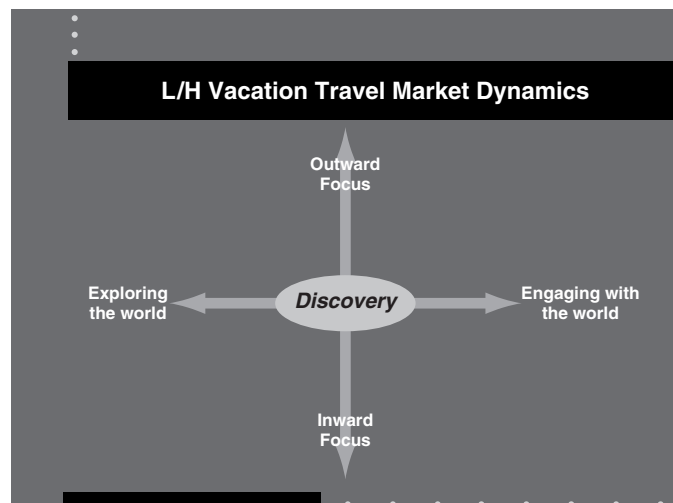 L/H Vacation Travel Market Dynamics
Outward
Focus
Exploring
the world
Discovery
Engaging with
the world
Inward
Focus